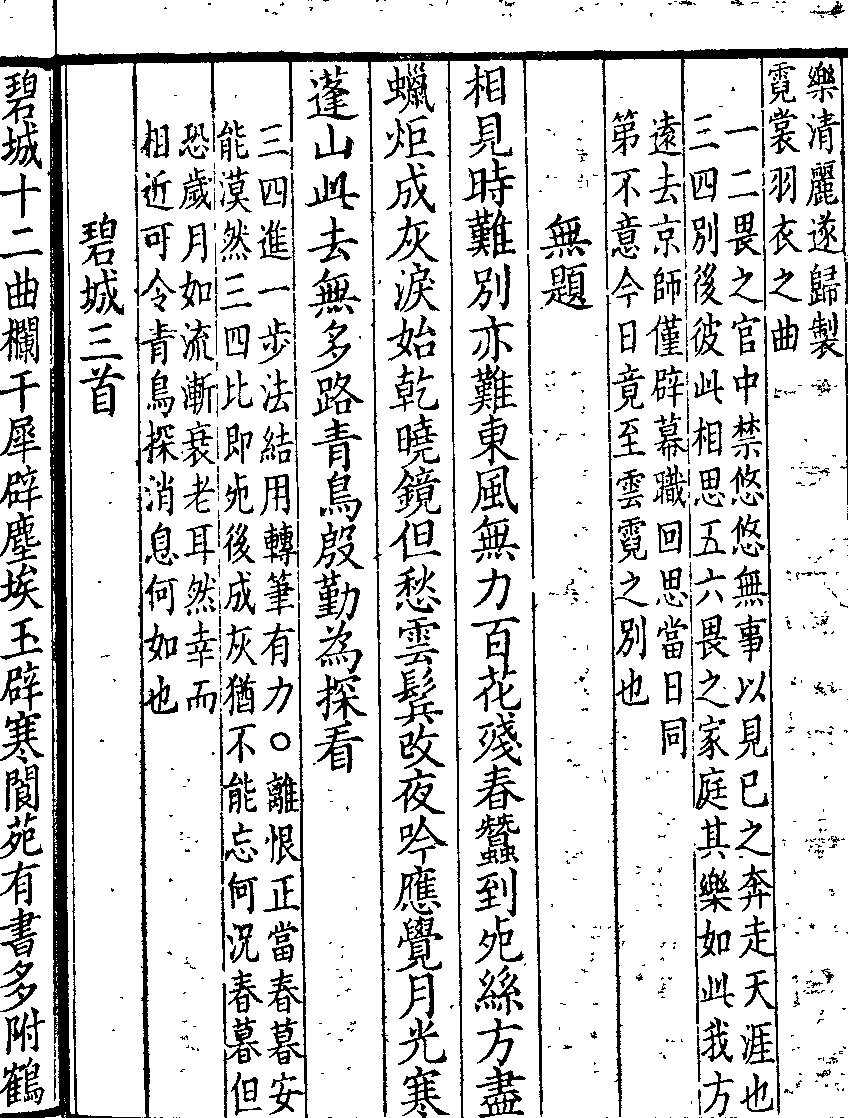 樂清麗遂歸製
霓裳羽衣之曲
一二畏之官中禁悠悠無事以見已之奔走天涯也
三四別後彼此相思五六畏之家庭其樂如此我方
遠去京師僅辟幕職回思當日同
第不意今日竟至雲霓之別也
無題
相見時難別亦難東風無力百花殘春蠶到死絲方盡
蠟炬成灰淚始乾曉鏡但愁雲鬂改夜吟應覺月光寒
蓬山此去無多路青鳥殷勤為探看
三四進一步法結用轉筆有力○離恨正當春暮安
能漠然三四比即死後成灰猶不能忘何况春暮但
恐歲月如流漸衰老耳然幸而
相近可令青鳥探消息何如也
碧城三首
碧城十二曲欄干犀辟塵埃玉辟寒閬苑有書多附鶴